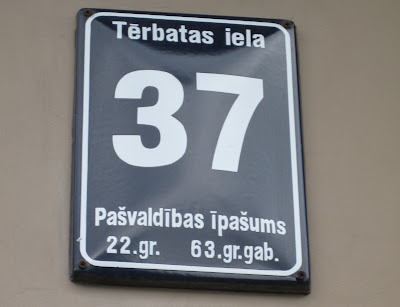 Tērbatas iela
37
Pašvaldības īpašums
22.gr. 63.gr.gab.